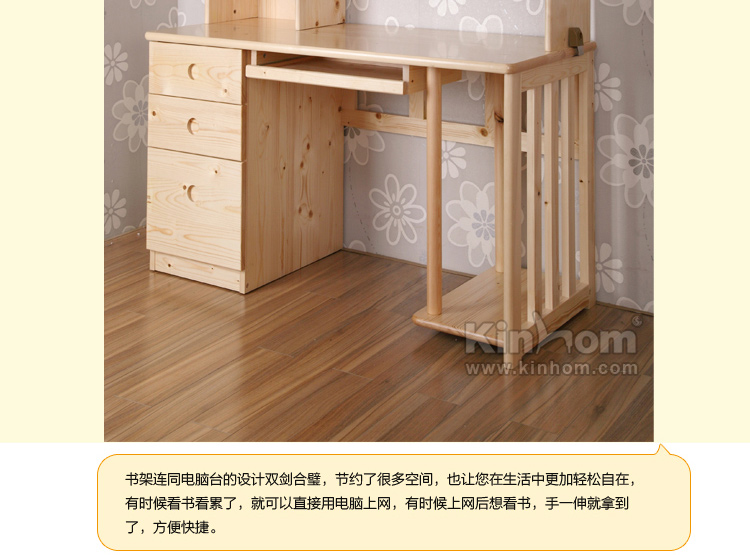 Kinhom®
www.kinhom.com
书架连同电脑台的设计双剑合璧，节约了很多空间，也让您在生活中更加轻松自在，
有时候看书看累了，就可以直接用电脑上网，有时候上网后想看书，手一伸就拿到
了，方便快捷。